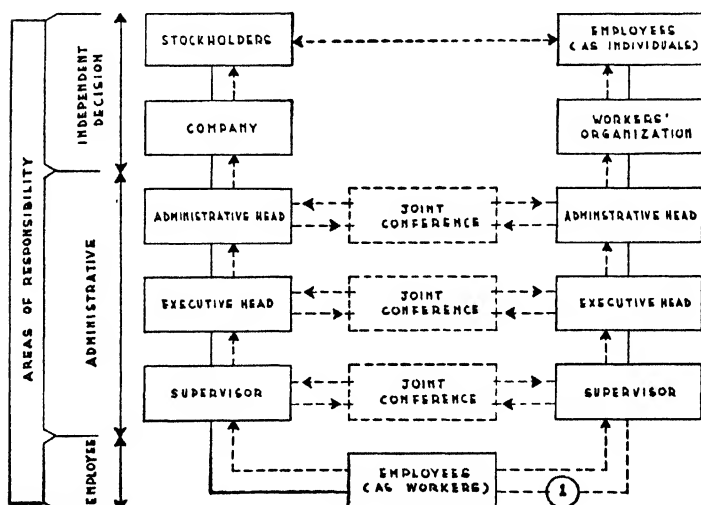 AREAS OF RESPONSIBILITY
INDEPENDENT
DECISION
ADMINISTRATIVE
EMPLOYEE
STOCKHOLDERS
EMPLOYEES
(AS INDIVIDUALS)
COMPANY
WORKERS'
ORGANIZATION
ADMINISTRATIVE HEAD
JOINT
CONFERENCE
ADMINSTRATIVE HEAD
EXECUTIVE HEAD
JOINT
CONFERENCE
EXECUTIVE HEAD
SUPERVISOR
JOINT
CONFERENCE
SUPERVISOR
EMPLOYEES
(AS WORKERS)
1